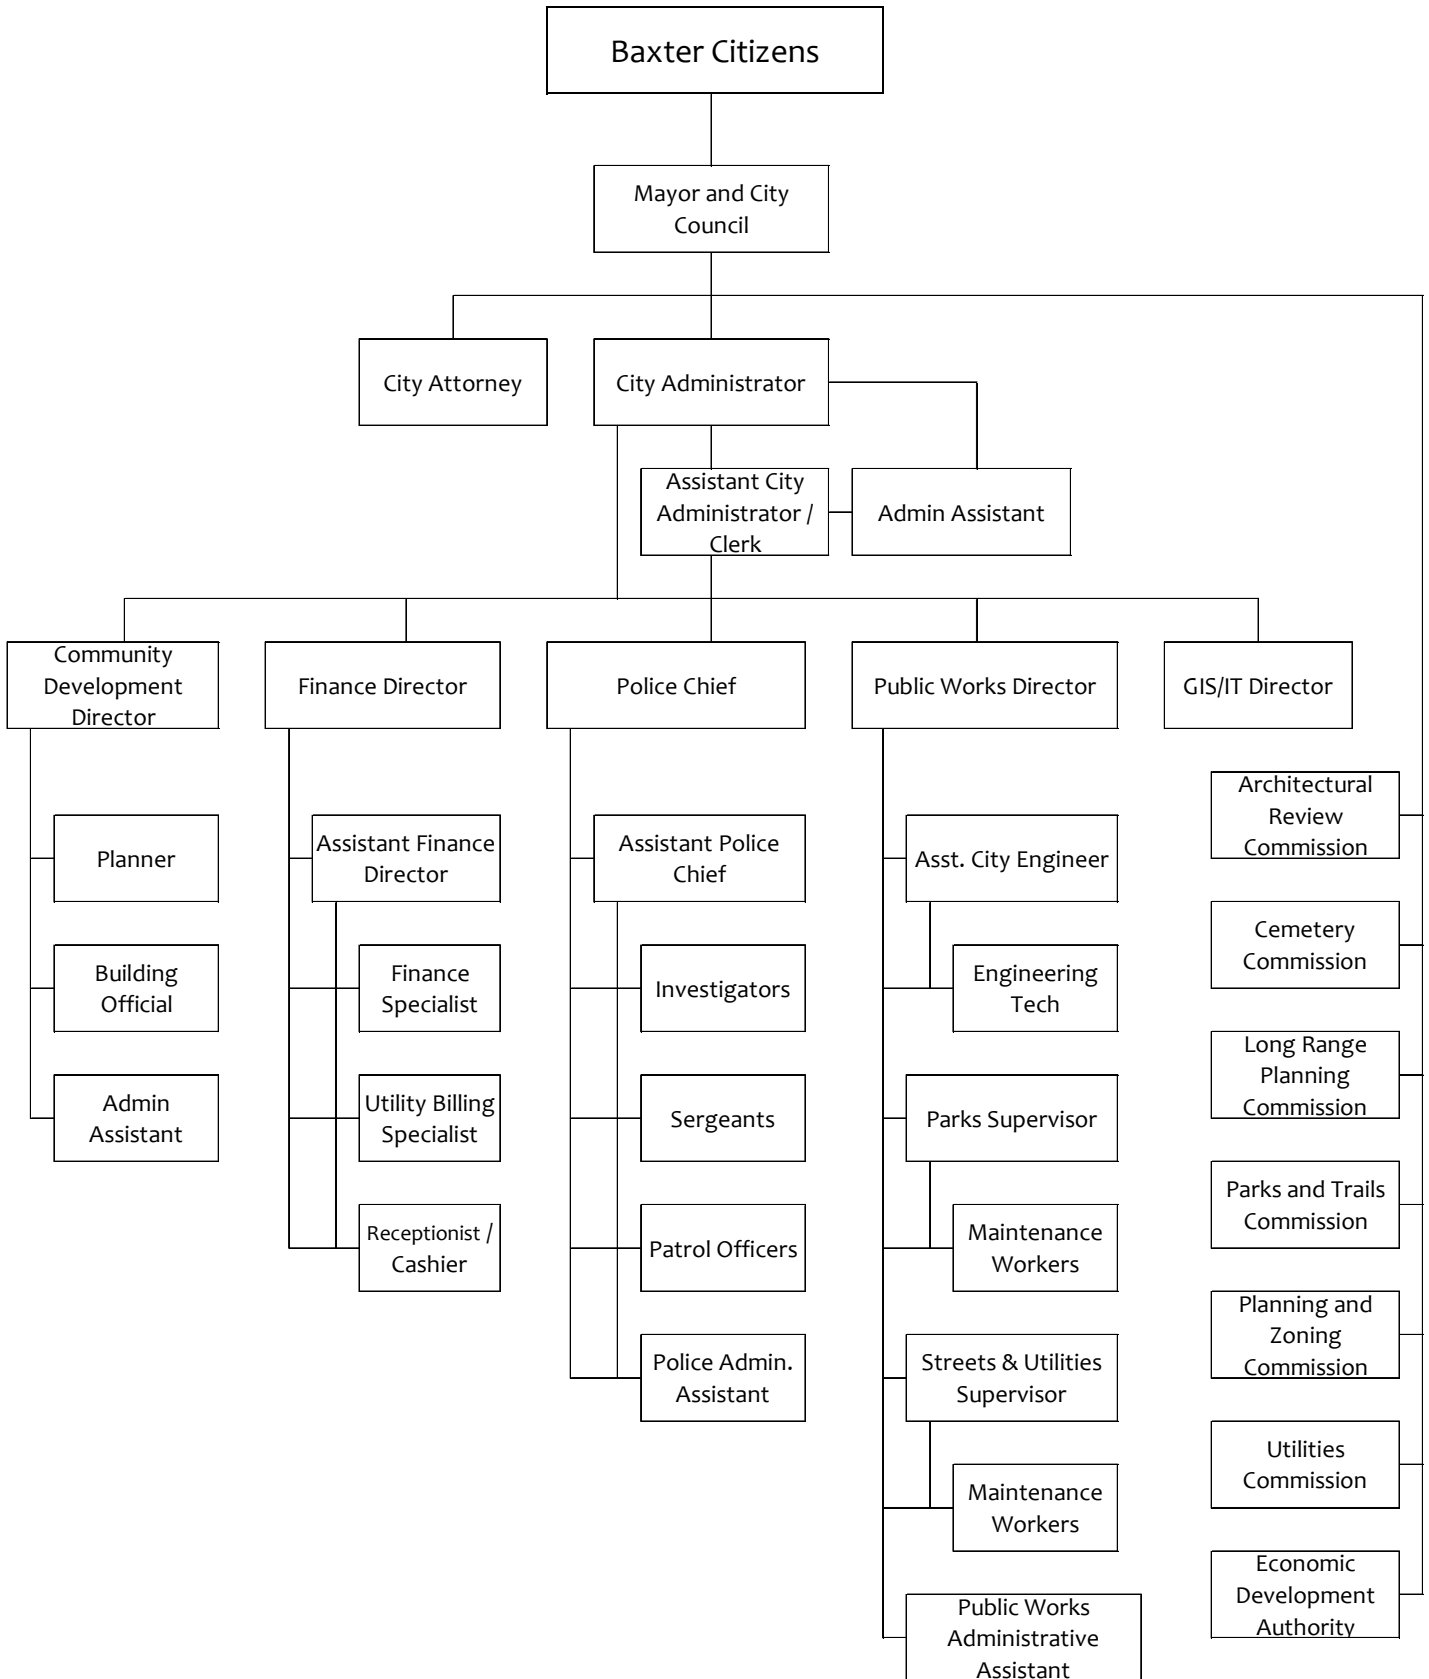 Baxter Citizens
Mayor and City
Council
City Attorney
City Administrator
Assistant City
Administrator /
Clerk
Admin Assistant
Community
Development
Director
Finance Director
Police Chief
Public Works Director
GIS/IT Director
Planner
Building
Official
Admin
Assistant
Assistant Finance
Director
Finance
Specialist
Utility Billing
Specialist
Receptionist /
Cashier
Assistant Police
Chief
Investigators
Sergeants
Patrol Officers
Police Admin.
Assistant
Asst. City Engineer
Engineering
Tech
Parks Supervisor
Maintenance
Workers
Streets & Utilities
Supervisor
Maintenance
Workers
Public Works
Administrative
Assistant
Architectural
Review
Commission
Cemetery
Commission
Long Range
Planning
Commission
Parks and Trails
Commission
Planning and
Zoning
Commission
Utilities
Commission
Economic
Development
Authority